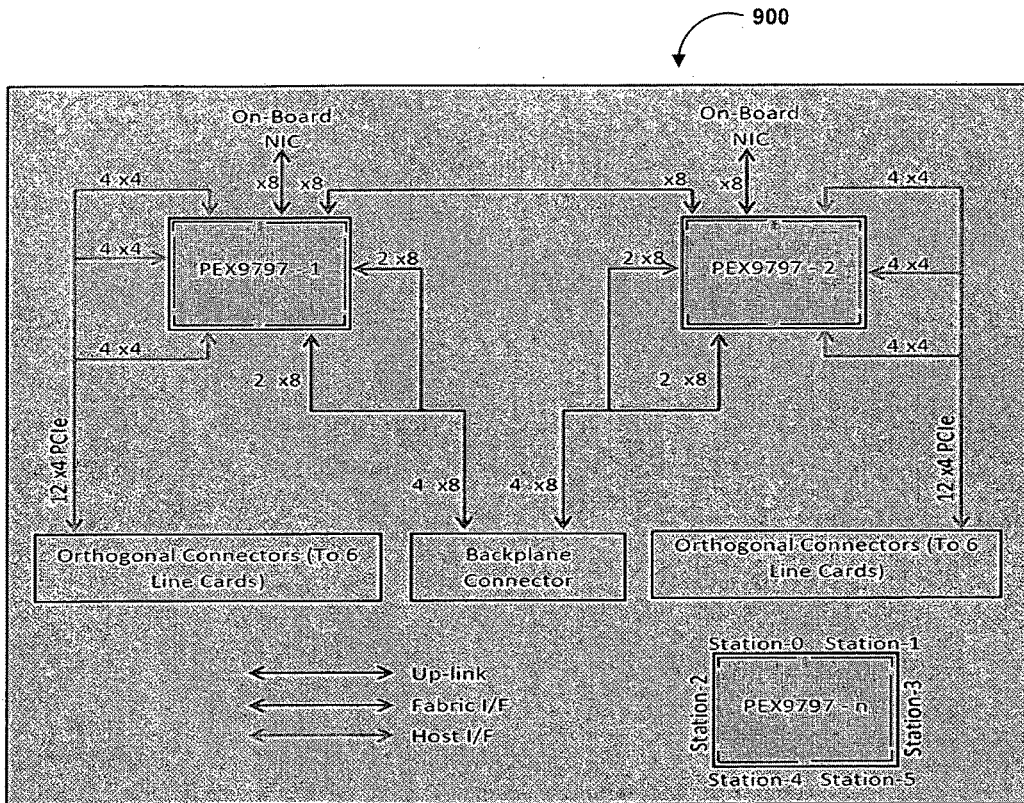 900
On-Board
NIC
On-Board
NIC
4 x4
x8
x8
x8
x8
4 x4
4 x4
PEX9797 - 1
2 x8
2 x8
PEX9797 - 2
4 x4
4 x4
2 x8
2 x8
4 x4
12 x4 PCIe
4 x8
4 x8
12 x4 PCIe
Orthogonal Connectors (To 6
Line Cards)
Backplane
Connector
Orthogonal Connectors (To 6
Line Cards)
Up-link
Fabric I/F
Host I/F
Station-0 Station-1
Station-2
PEX9797 - n
Station-3
Station-4 Station-5